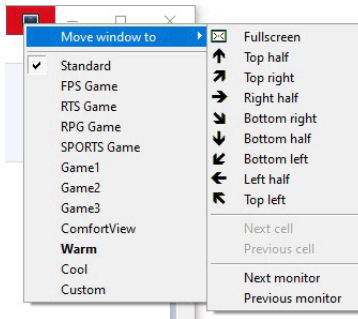 Move window to
Standard
FPS Game
RTS Game
RPG Game
SPORTS Game
Game1
Game2
Game3
ComfortView
Warm
Cool
Custom
Fullscreen
Top half
Top right
Right half
Bottom right
Bottom half
Bottom left
Left half
Top left
Next cell
Previous cell
Next monitor
Previous monitor